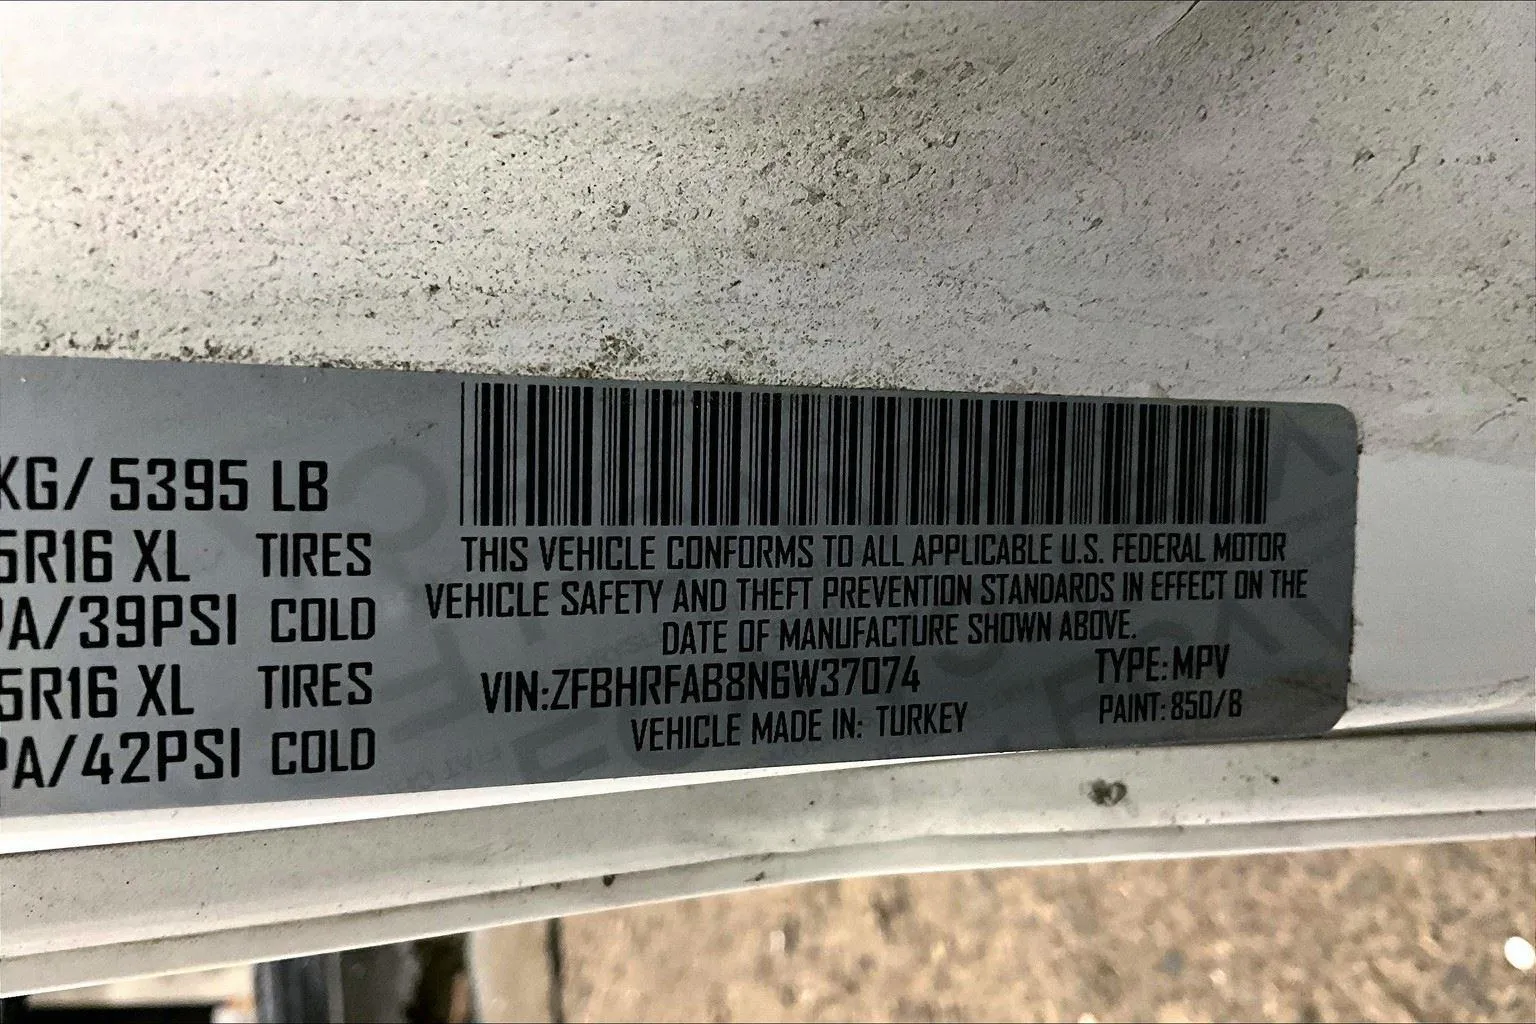 KG/ 5395 LB
5R16 XL TIRES
PA/39PSI COLD
5R16 XL TIRES
PA/42PSI COLD
THIS VEHICLE CONFORMS TO ALL APPLICABLE U.S. FEDERAL MOTOR
VEHICLE SAFETY AND THEFT PREVENTION STANDARDS IN EFFECT ON THE
DATE OF MANUFACTURE SHOWN ABOVE.
VIN:ZFBHRFAB8N6W37074 TYPE: MPV
VEHICLE MADE IN: TURKEY PAINT: 850/B